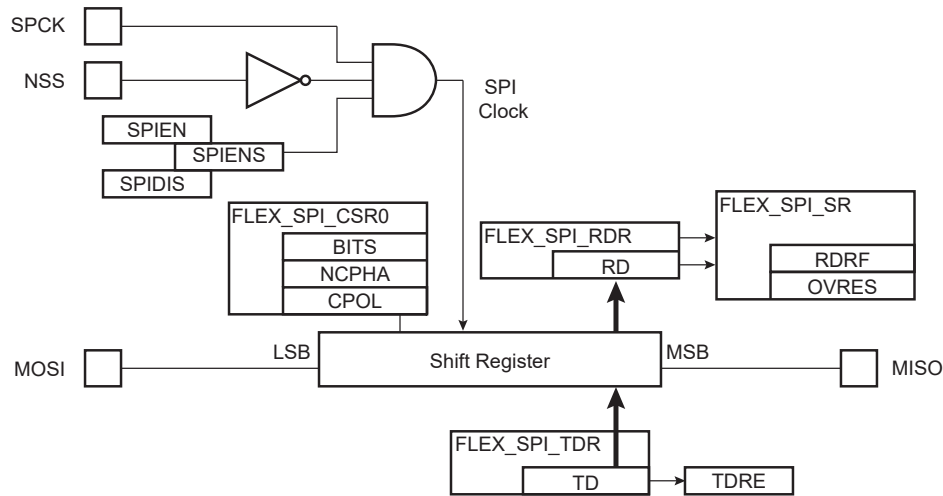 SPCK
NSS
SPI
Clock
SPIEN
SPIENS
SPIDIS
FLEX_SPI_CSR0
BITS
NCPHA
CPOL
FLEX_SPI_RDR
RD
FLEX_SPI_SR
RDRF
OVRES
MOSI
LSB
Shift Register
MSB
MISO
FLEX_SPI_TDR
TD
TDRE